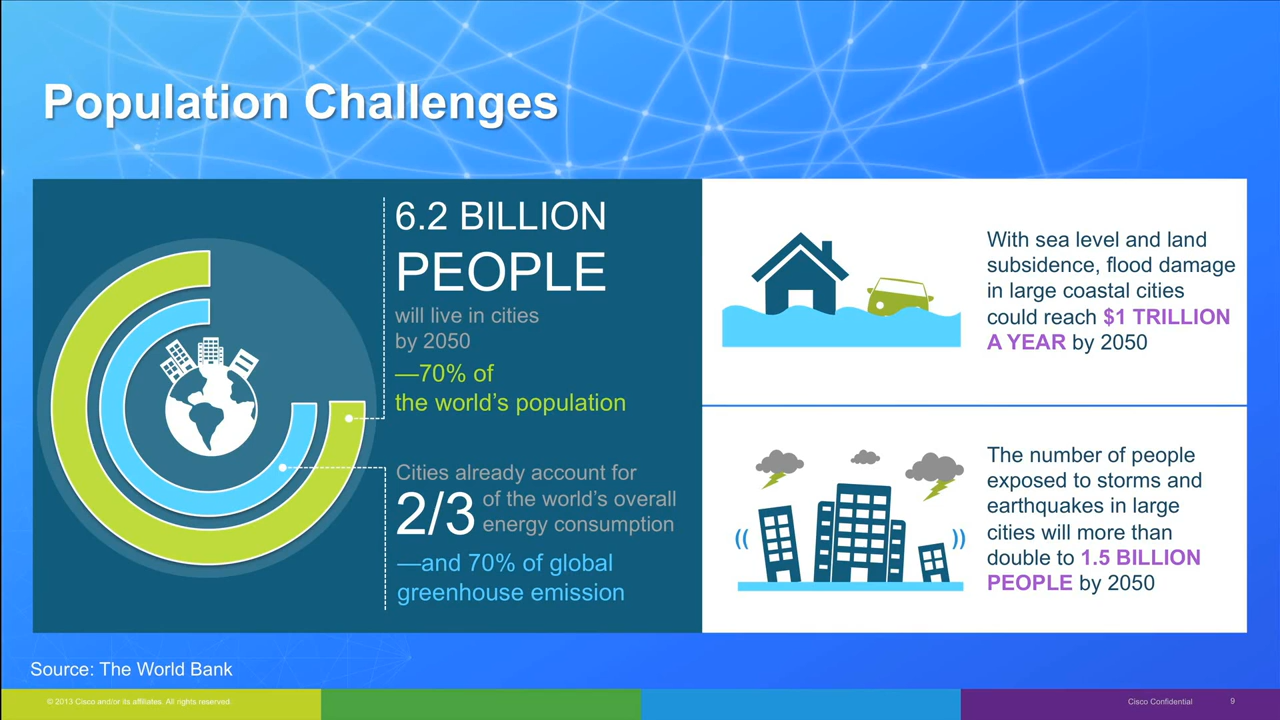 Population Challenges
6.2 BILLION
PEOPLE
will live in cities
by 2050
—70% of
the world’s population
Cities already account for
2/3 of the world’s overall
energy consumption
—and 70% of global
greenhouse emission
With sea level and land
subsidence, flood damage
in large coastal cities
could reach $1 TRILLION
A YEAR by 2050
The number of people
exposed to storms and
earthquakes in large
cities will more than
double to 1.5 BILLION
PEOPLE by 2050
Source: The World Bank
© 2013 Cisco and/or its affiliates. All rights reserved.
Cisco Confidential
9